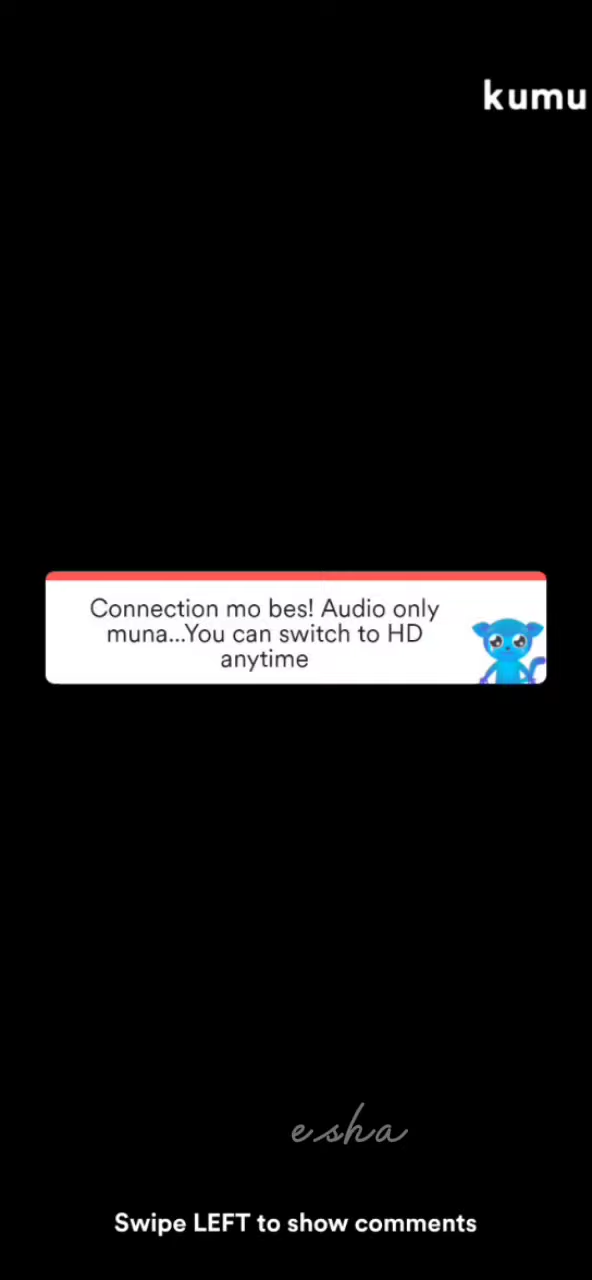 kumu
Connection mo bes! Audio only
muna...You can switch to HD
anytime
esha
Swipe LEFT to show comments